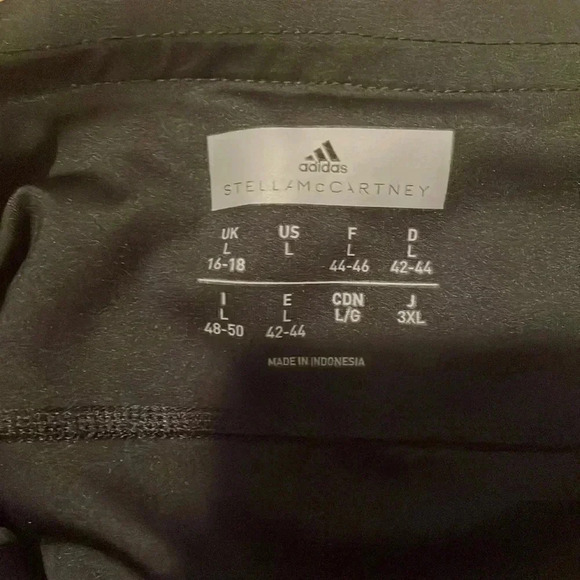 adidas
STELLAMcCARTNEY
UK US F D
L L L L
16-18 44-46 42-44
I E CDN J
L L L/G 3XL
48-50 42-44
MADE IN INDONESIA